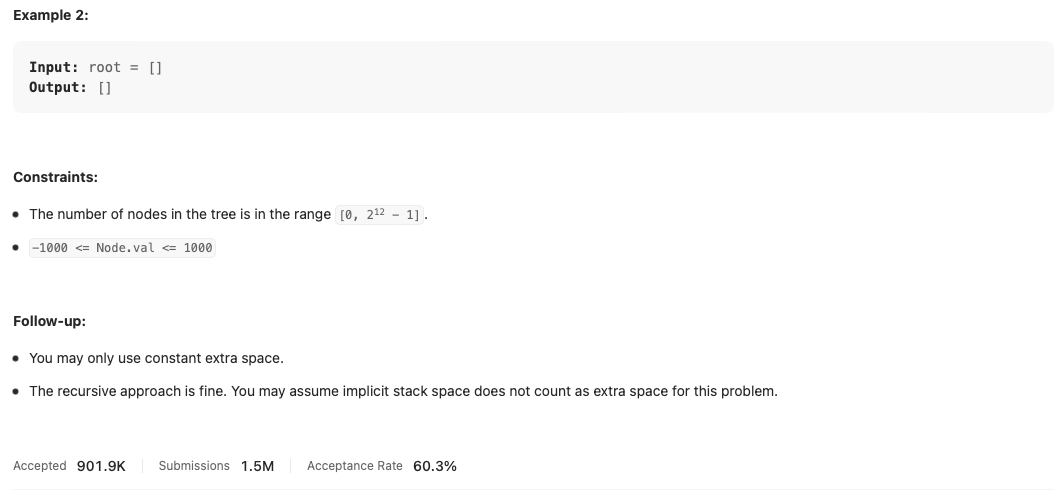 Example 2:
Input: root = []
Output: []
Constraints:
The number of nodes in the tree is in the range [0, 2¹² − 1].
−1000 <= Node.val <= 1000
Follow-up:
You may only use constant extra space.
The recursive approach is fine. You may assume implicit stack space does not count as extra space for this problem.
Accepted 901.9K Submissions 1.5M Acceptance Rate 60.3%